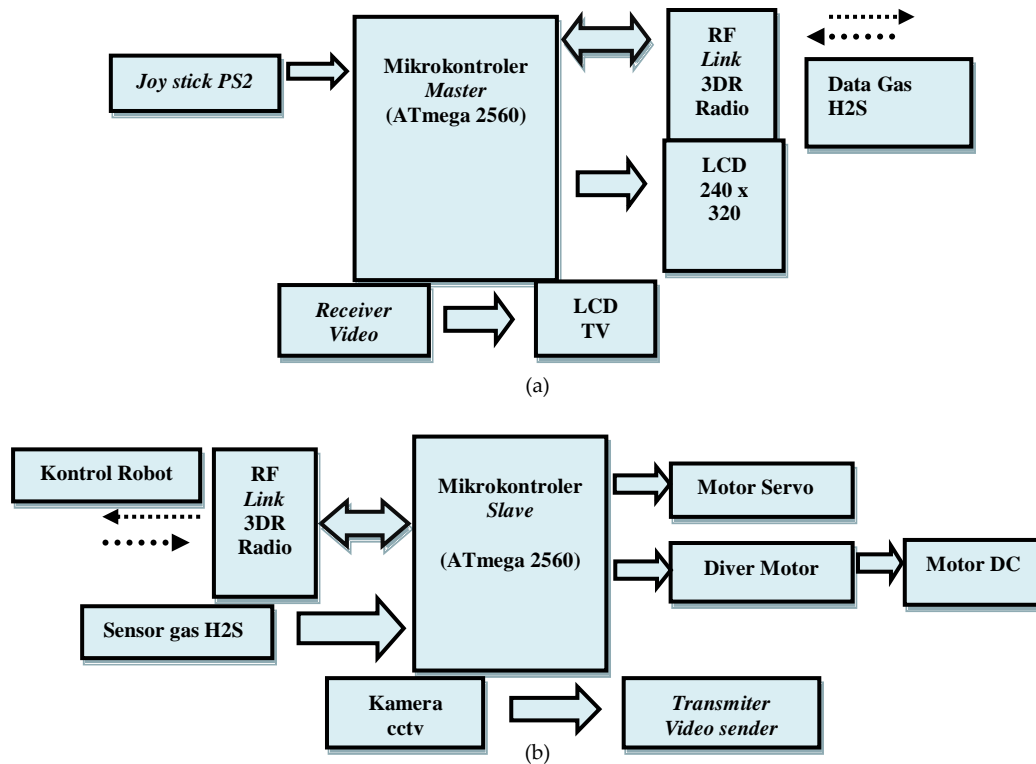 Joy stick PS2
Mikrokontroler
Master
(ATmega 2560)
RF
Link
3DR
Radio
Data Gas
H2S
LCD
240 x
320
Receiver
Video
LCD
TV
(a)
Kontrol Robot
RF
Link
3DR
Radio
Sensor gas H2S
Mikrokontroler
Slave
(ATmega 2560)
Motor Servo
Diver Motor
Motor DC
Kamera
cctv
Transmiter
Video sender
(b)